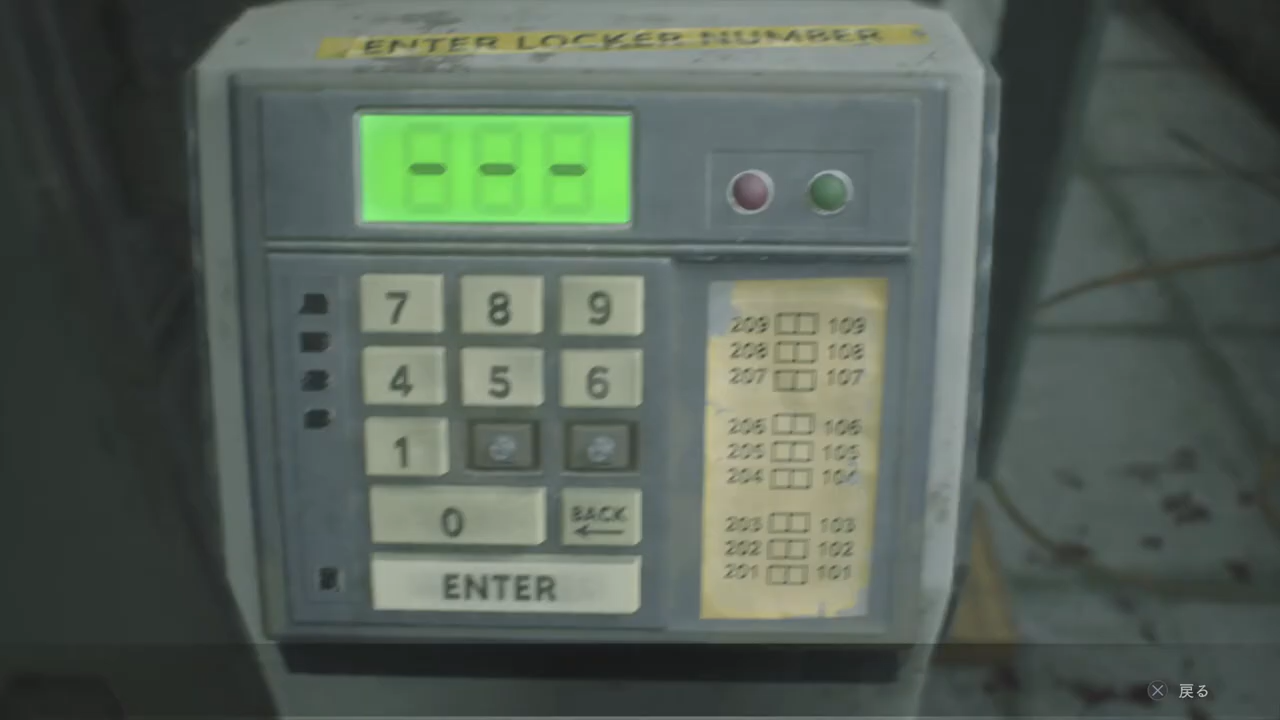 ENTER LOCKER NUMBER
- - -
7 8 9
4 5 6
1
0 BACK
ENTER
209 109
208 108
207 107
206 106
205 105
204 104
203 103
202 102
201 101
戻る